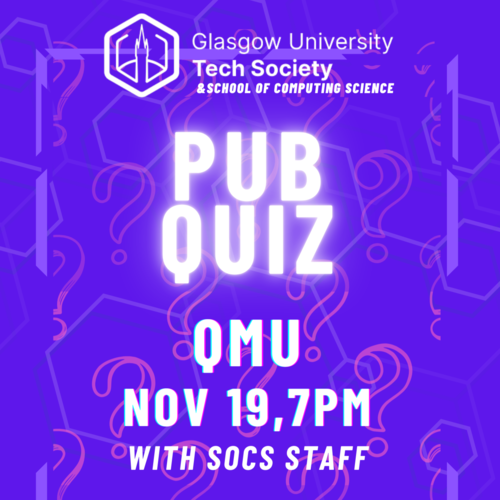 Glasgow University
Tech Society
&SCHOOL OF COMPUTING SCIENCE
PUB
QUIZ
QMU
NOV 19,7PM
WITH SOCS STAFF